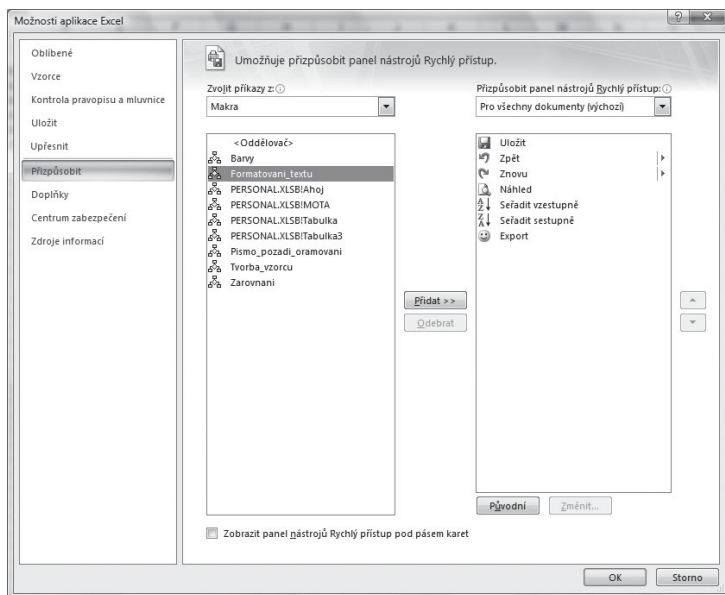 Možnosti aplikace Excel
Oblíbené
Vzorce
Kontrola pravopisu a mluvnice
Uložit
Upřesnit
Přizpůsobit
Doplňky
Centrum zabezpečení
Zdroje informací
Umožňuje přizpůsobit panel nástrojů Rychlý přístup.
Zvolit příkazy z:
Makra
<Oddělovač>
Barvy
Formatovani_textu
PERSONAL.XLSB!Ahoj
PERSONAL.XLSB!MOTA
PERSONAL.XLSB!Tabulka
PERSONAL.XLSB!Tabulka3
Pismo_pozadi_oramovani
Tvorba_vzorcu
Zarovnani
Přidat >>
Odebrat
Přizpůsobit panel nástrojů Rychlý přístup:
Pro všechny dokumenty (výchozí)
Uložit
Zpět
Znovu
Náhled
Seřadit vzestupně
Seřadit sestupně
Export
Původní
Změnit...
Zobrazit panel nástrojů Rychlý přístup pod pásem karet
OK
Storno